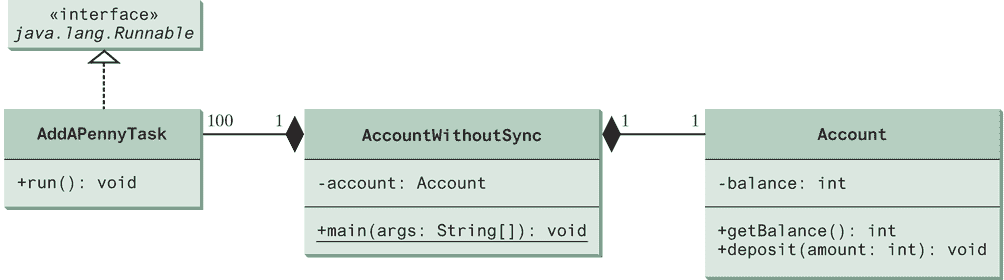 «interface»
java.lang.Runnable
AddAPennyTask
+run(): void
100
1
AccountWithoutSync
-account: Account
+main(args: String[]): void
1
1
Account
-balance: int
+getBalance(): int
+deposit(amount: int): void